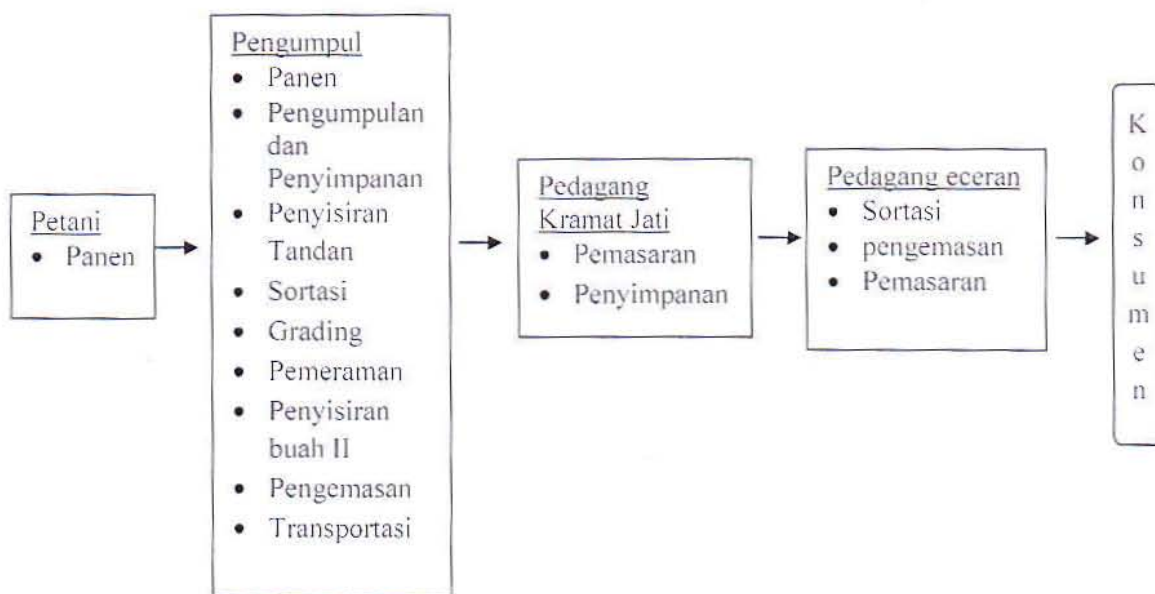 Petani
• Panen
Pengumpul
• Panen
• Pengumpulan
dan
Penyimpanan
• Penyisiran
Tandan
• Sortasi
• Grading
• Pemeraman
• Penyisiran
buah II
• Pengemasan
• Transportasi
Pedagang
Kramat Jati
• Pemasaran
• Penyimpanan
Pedagang eceran
• Sortasi
• pengemasan
• Pemasaran
K
o
n
s
u
m
e
n